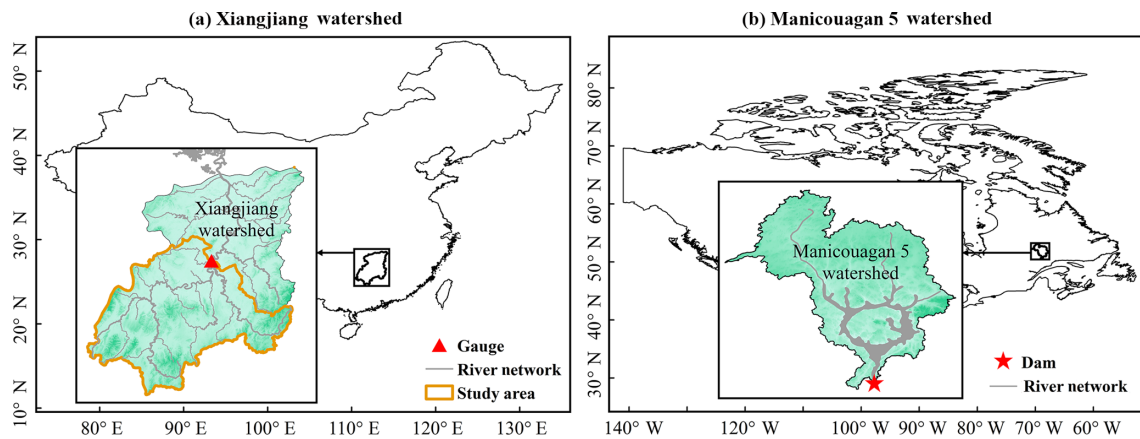 (a) Xiangjiang watershed
50° N
40° N
30° N
20° N
10° N
80° E
90° E
100° E
110° E
120° E
130° E
Xiangjiang
watershed
Gauge
River network
Study area
(b) Manicouagan 5 watershed
80° N
70° N
60° N
50° N
40° N
30° N
140° W
120° W
100° W
90° W
80° W
70° W
60° W
Manicouagan 5
watershed
Dam
River network